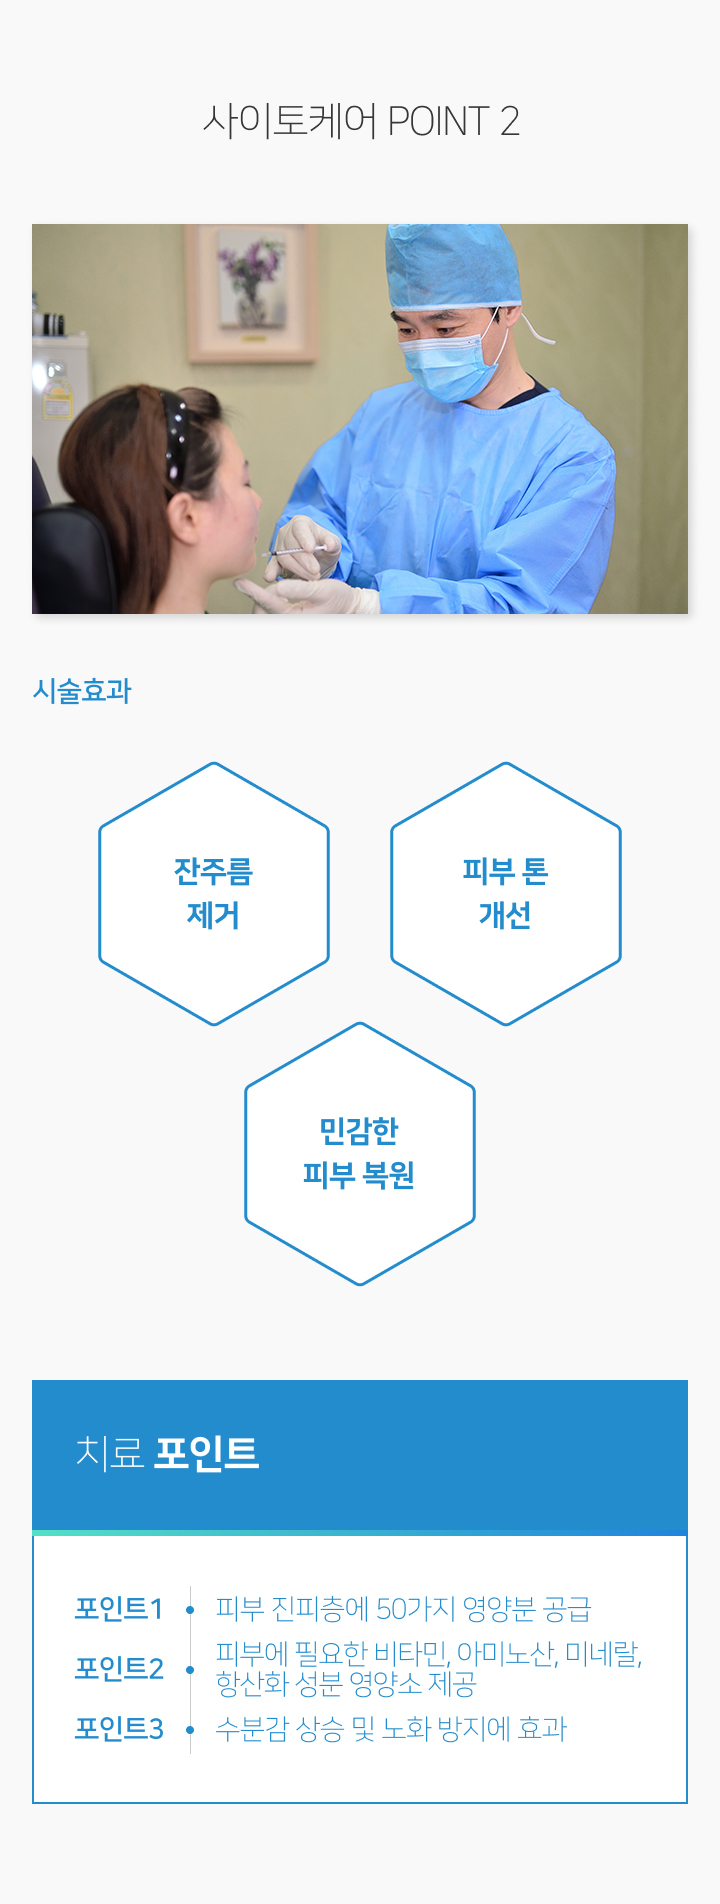 사이토케어 POINT 2
시술효과
잔주름
제거
피부 톤
개선
민감한
피부 복원
치료 포인트
포인트1 피부 진피층에 50가지 영양분 공급
포인트2 피부에 필요한 비타민, 아미노산, 미네랄,
항산화 성분 영양소 제공
포인트3 수분감 상승 및 노화 방지에 효과